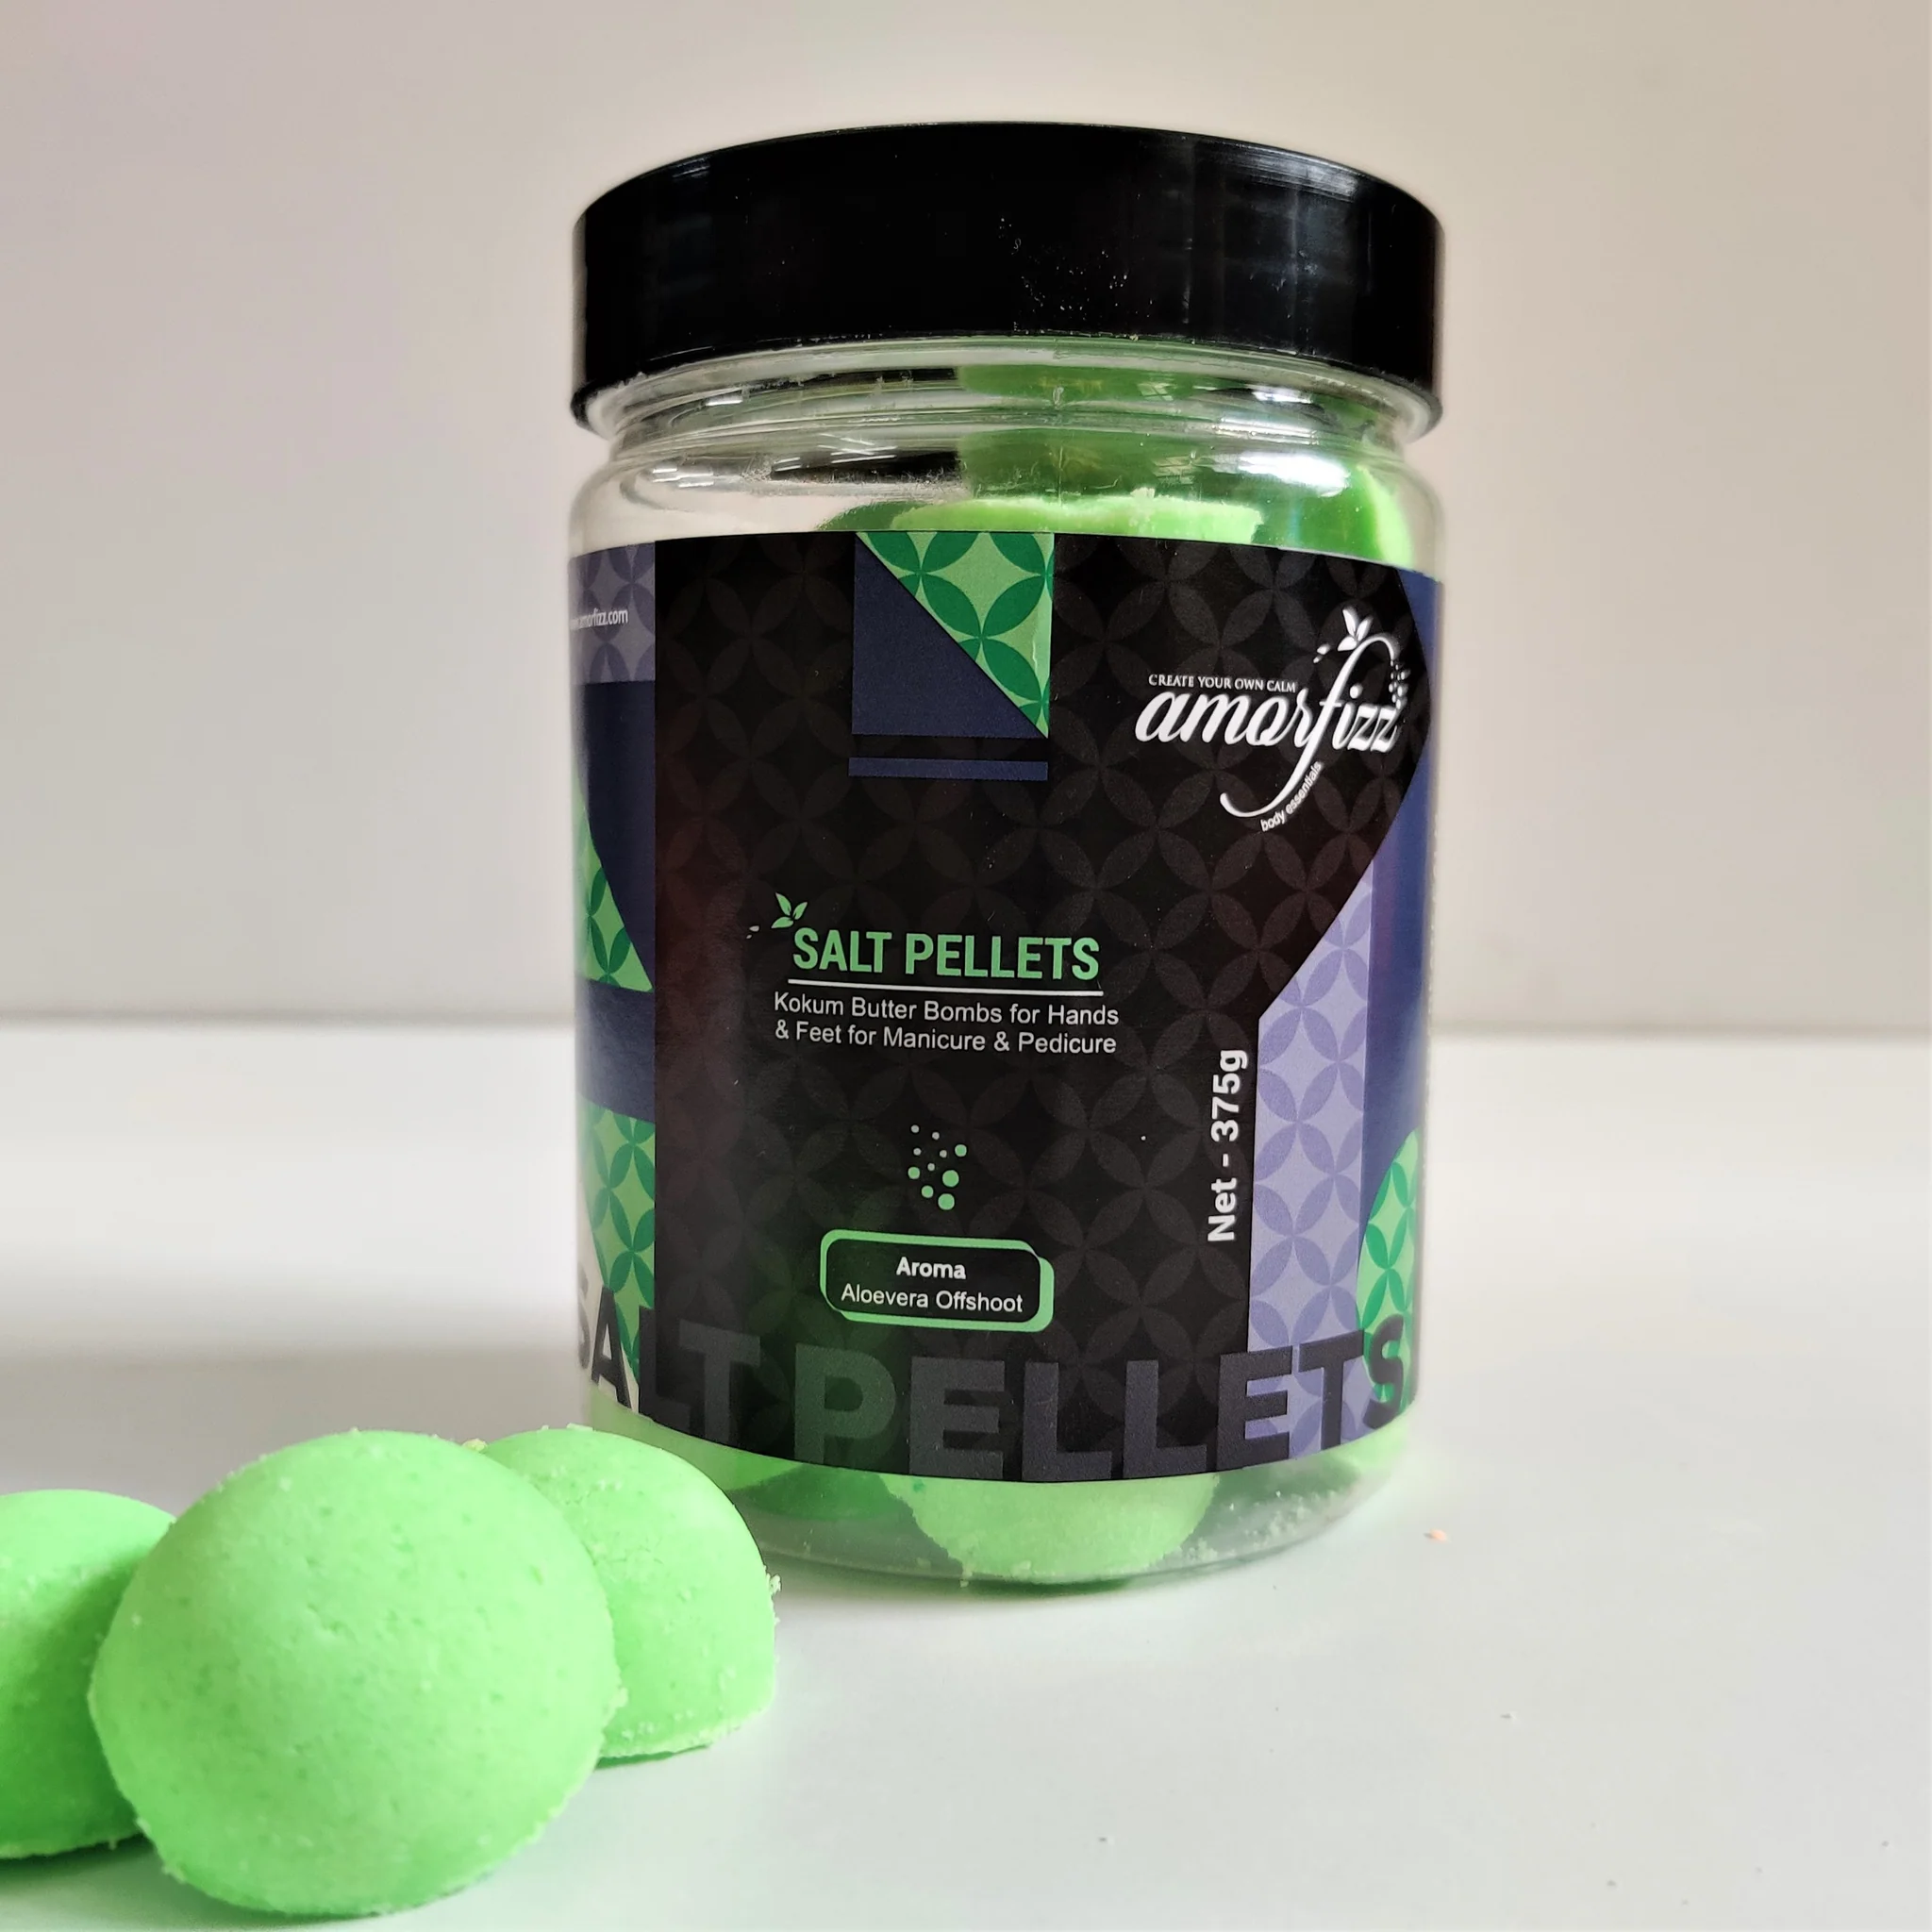 amorfizz.com
CREATE YOUR OWN CALM
amorfizz
body essentials
SALT PELLETS
Kokum Butter Bombs for Hands
& Feet for Manicure & Pedicure
Net - 375g
Aroma
Aloevera Offshoot
SALT PELLETS